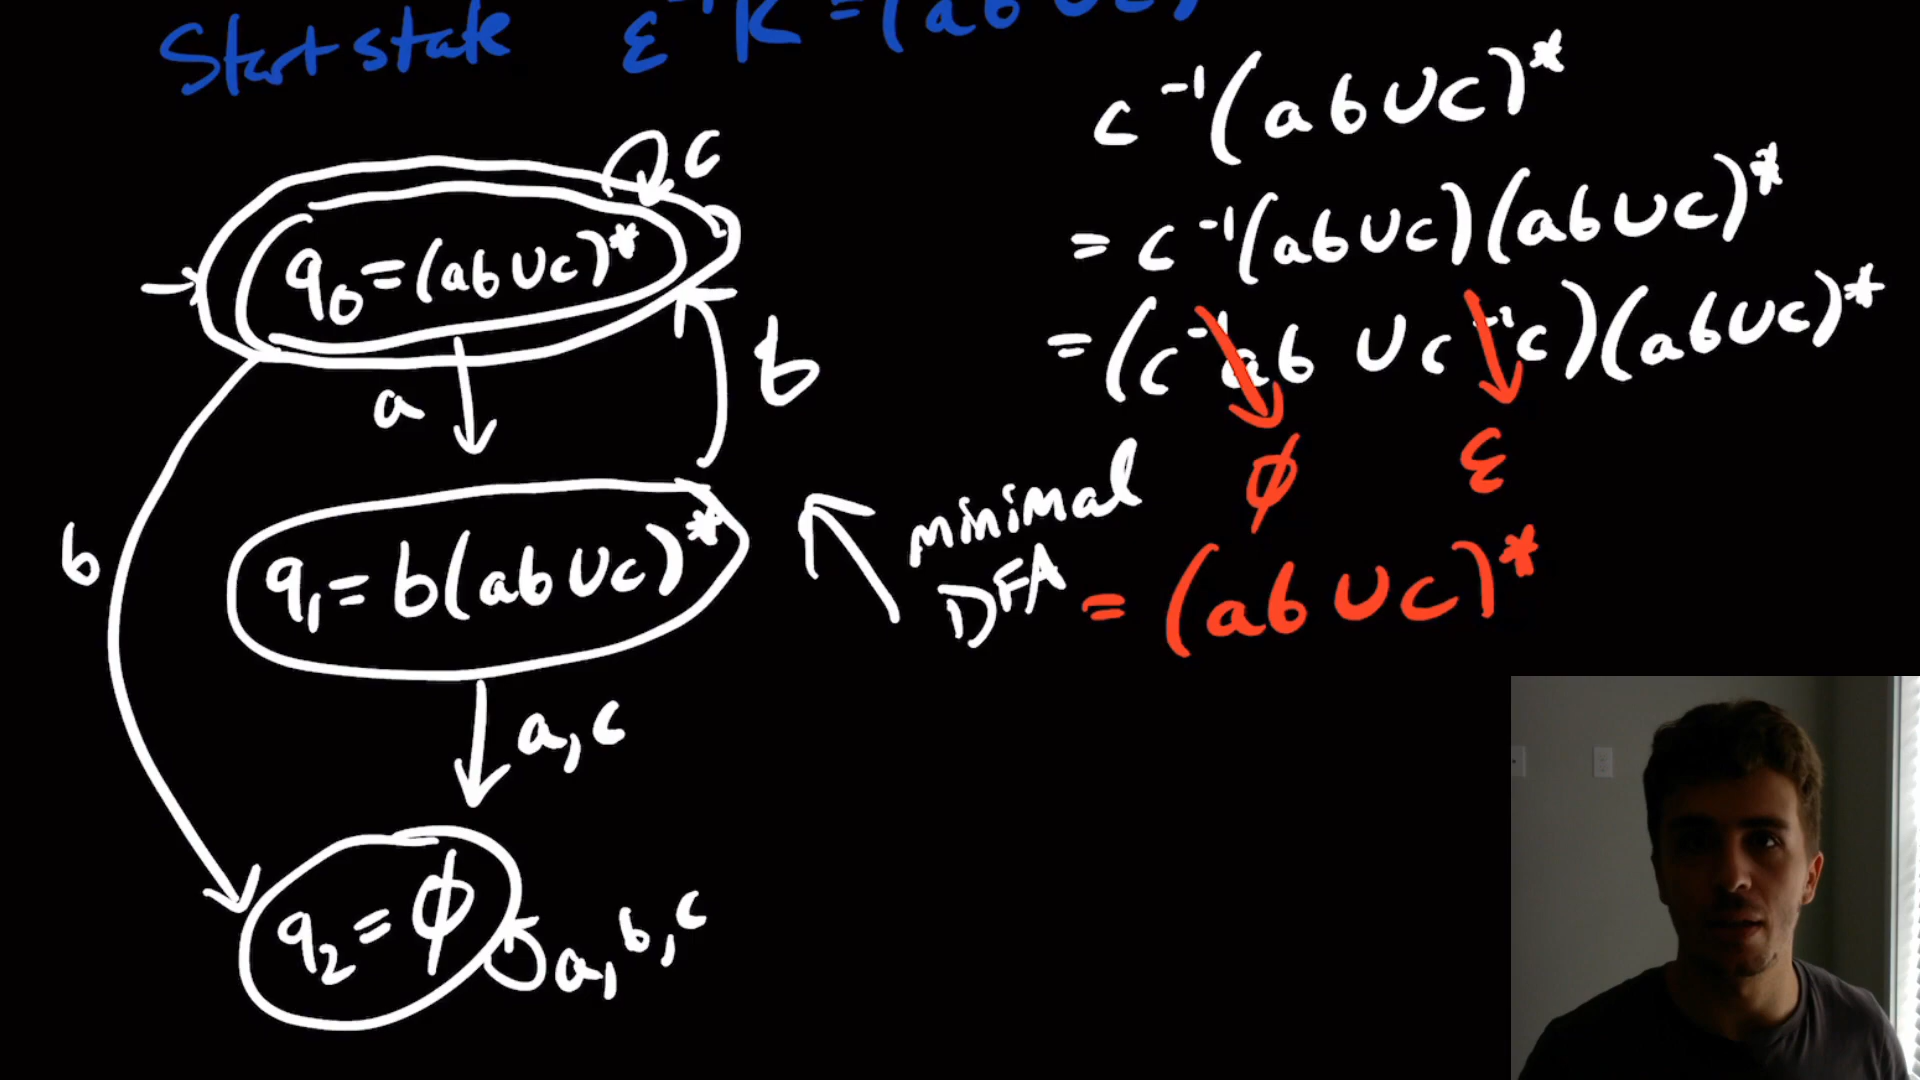 Start state ε⁻¹R = (ab∪c)
c
q₀ = (ab∪c)*
a
b
b
q₁ = b(ab∪c)*
a, c
q₂ = ϕ
a, b, c
minimal
DFA
c⁻¹(ab∪c)*
= c⁻¹(ab∪c)(ab∪c)*
= (c⁻¹ab ∪ c⁻¹c)(ab∪c)*
ϕ ε
= (ab∪c)*